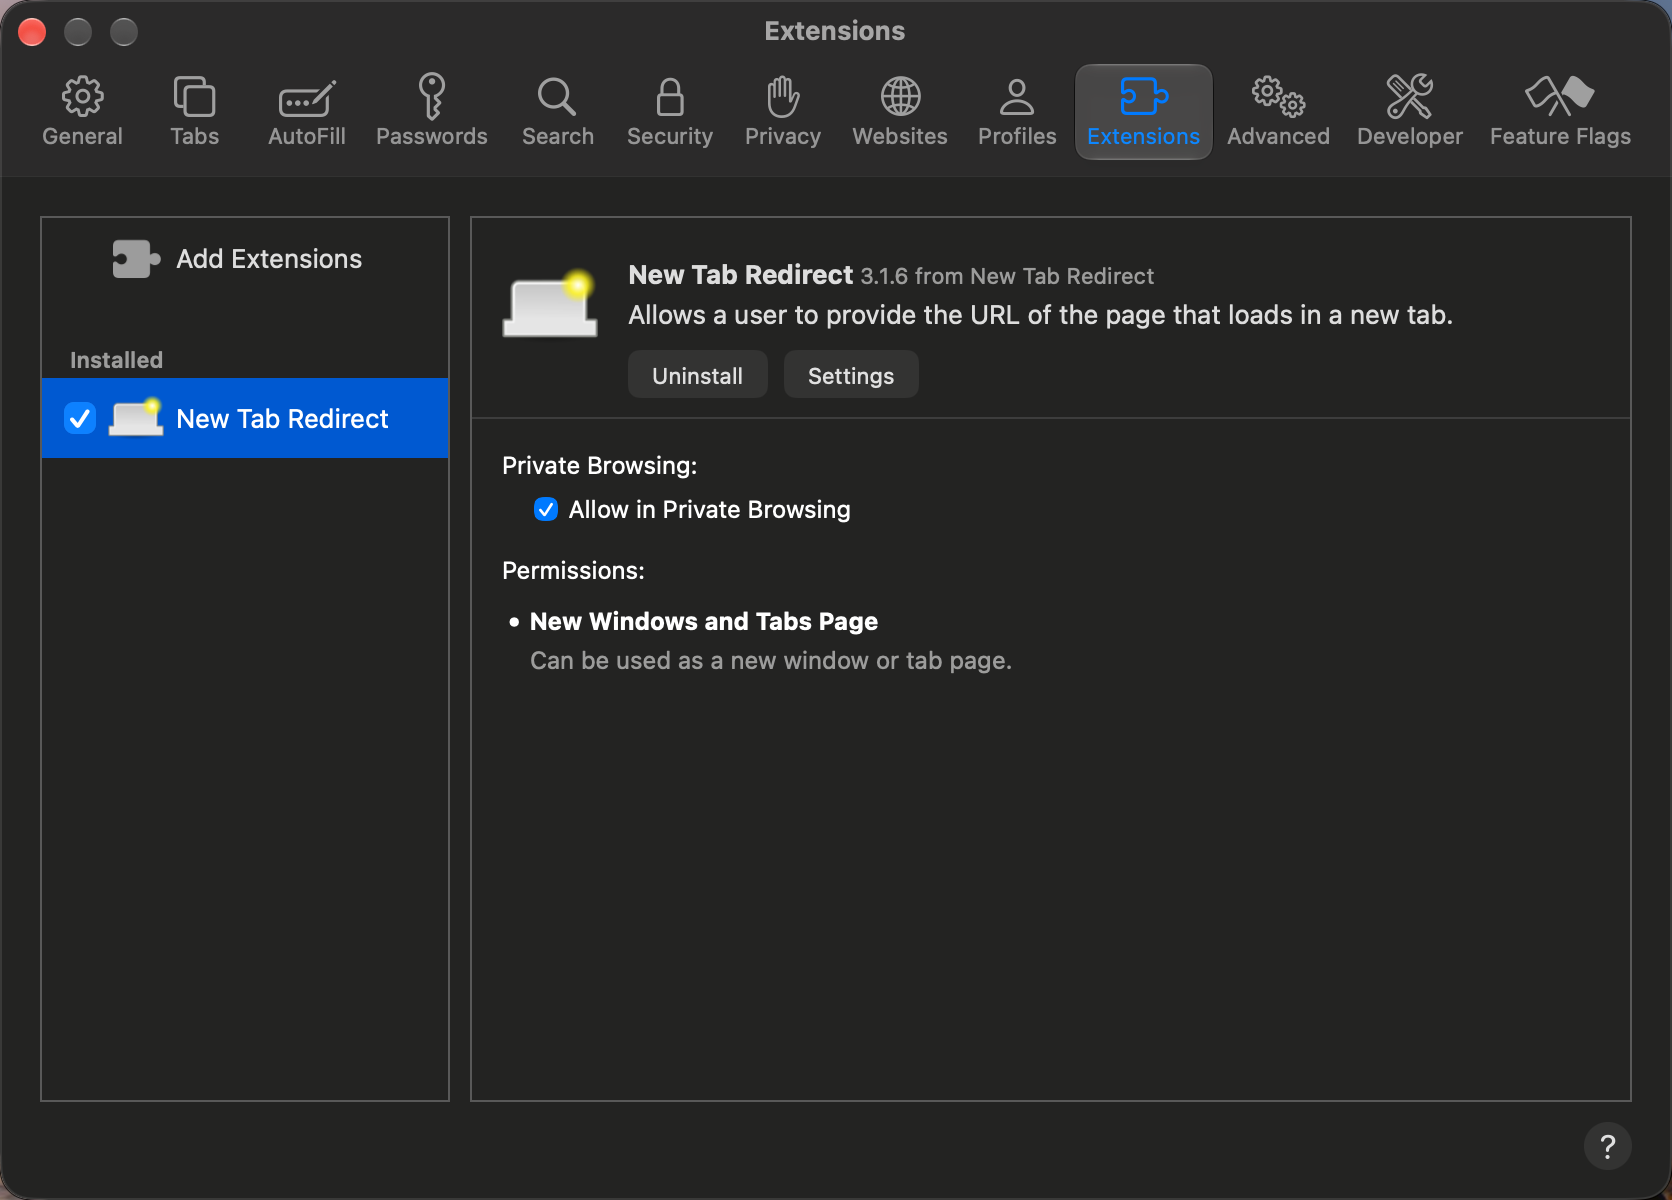 Extensions
General
Tabs
AutoFill
Passwords
Search
Security
Privacy
Websites
Profiles
Extensions
Advanced
Developer
Feature Flags
Add Extensions
Installed
New Tab Redirect
New Tab Redirect 3.1.6 from New Tab Redirect
Allows a user to provide the URL of the page that loads in a new tab.
Uninstall
Settings
Private Browsing:
Allow in Private Browsing
Permissions:
• New Windows and Tabs Page
Can be used as a new window or tab page.
?